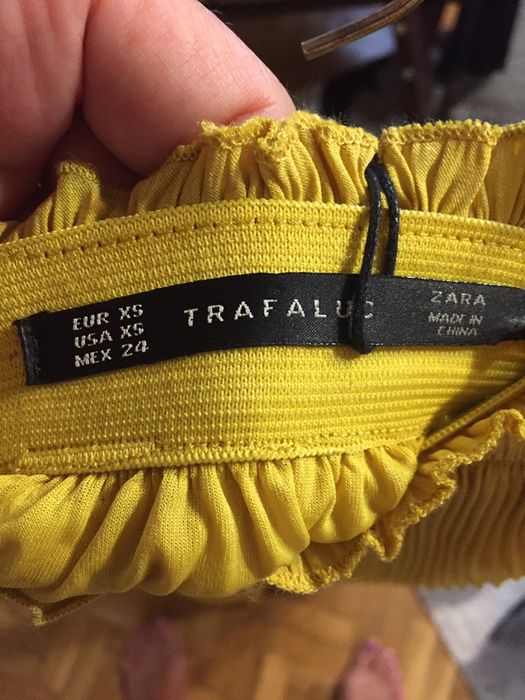 EUR XS
USA XS
MEX 24
TRAFALUC
ZARA
MADE IN
CHINA